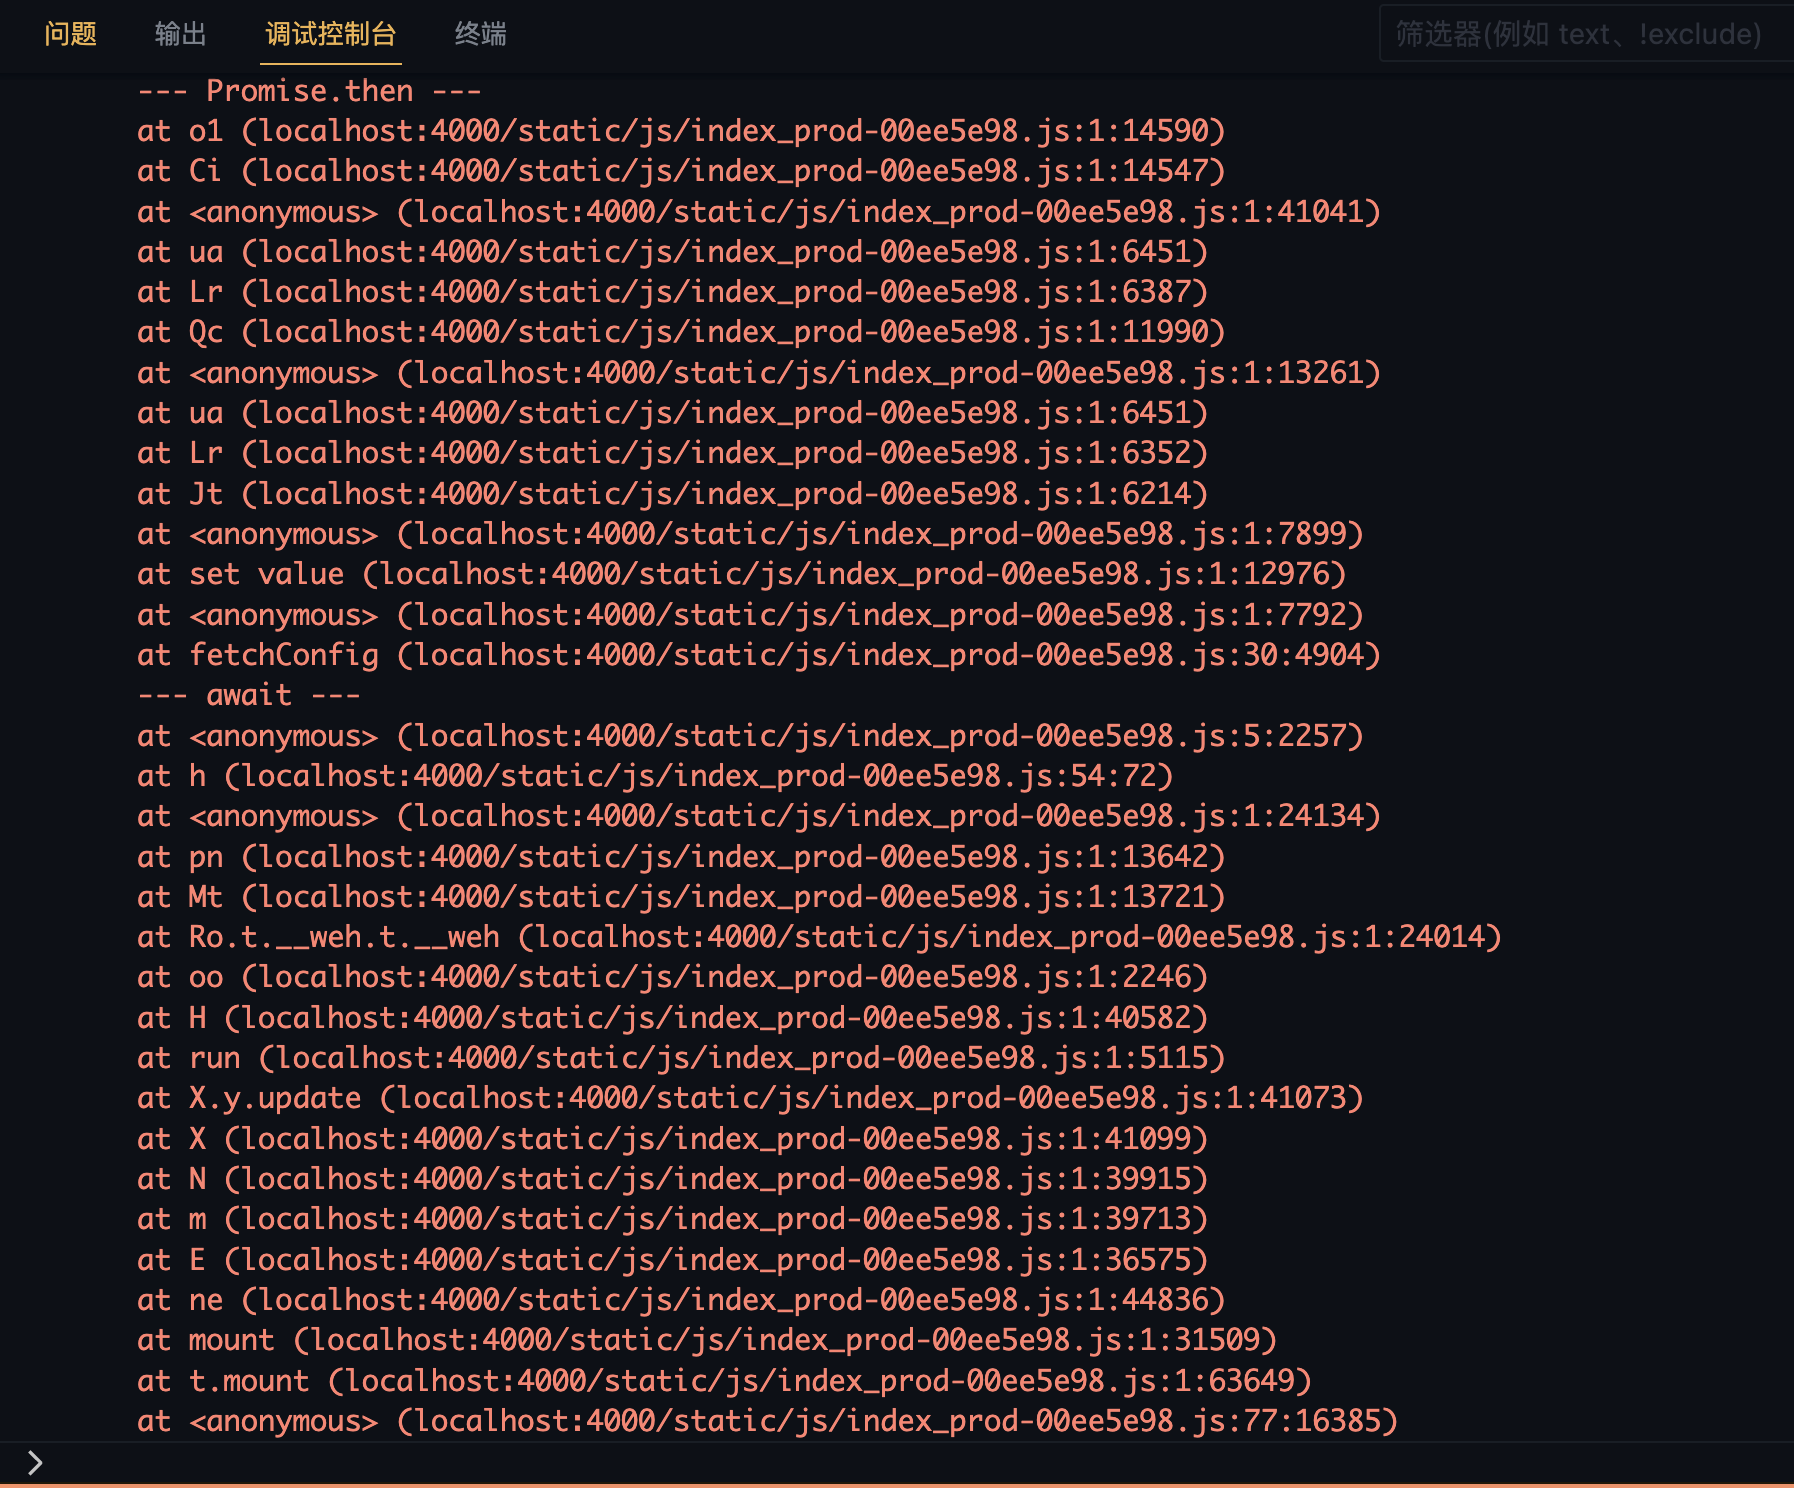 问题 输出 调试控制台 终端 筛选器(例如 text、!exclude)
--- Promise.then ---
at o1 (localhost:4000/static/js/index_prod-00ee5e98.js:1:14590)
at Ci (localhost:4000/static/js/index_prod-00ee5e98.js:1:14547)
at <anonymous> (localhost:4000/static/js/index_prod-00ee5e98.js:1:41041)
at ua (localhost:4000/static/js/index_prod-00ee5e98.js:1:6451)
at Lr (localhost:4000/static/js/index_prod-00ee5e98.js:1:6387)
at Qc (localhost:4000/static/js/index_prod-00ee5e98.js:1:11990)
at <anonymous> (localhost:4000/static/js/index_prod-00ee5e98.js:1:13261)
at ua (localhost:4000/static/js/index_prod-00ee5e98.js:1:6451)
at Lr (localhost:4000/static/js/index_prod-00ee5e98.js:1:6352)
at Jt (localhost:4000/static/js/index_prod-00ee5e98.js:1:6214)
at <anonymous> (localhost:4000/static/js/index_prod-00ee5e98.js:1:7899)
at set value (localhost:4000/static/js/index_prod-00ee5e98.js:1:12976)
at <anonymous> (localhost:4000/static/js/index_prod-00ee5e98.js:1:7792)
at fetchConfig (localhost:4000/static/js/index_prod-00ee5e98.js:30:4904)
--- await ---
at <anonymous> (localhost:4000/static/js/index_prod-00ee5e98.js:5:2257)
at h (localhost:4000/static/js/index_prod-00ee5e98.js:54:72)
at <anonymous> (localhost:4000/static/js/index_prod-00ee5e98.js:1:24134)
at pn (localhost:4000/static/js/index_prod-00ee5e98.js:1:13642)
at Mt (localhost:4000/static/js/index_prod-00ee5e98.js:1:13721)
at Ro.t.__weh.t.__weh (localhost:4000/static/js/index_prod-00ee5e98.js:1:24014)
at oo (localhost:4000/static/js/index_prod-00ee5e98.js:1:2246)
at H (localhost:4000/static/js/index_prod-00ee5e98.js:1:40582)
at run (localhost:4000/static/js/index_prod-00ee5e98.js:1:5115)
at X.y.update (localhost:4000/static/js/index_prod-00ee5e98.js:1:41073)
at X (localhost:4000/static/js/index_prod-00ee5e98.js:1:41099)
at N (localhost:4000/static/js/index_prod-00ee5e98.js:1:39915)
at m (localhost:4000/static/js/index_prod-00ee5e98.js:1:39713)
at E (localhost:4000/static/js/index_prod-00ee5e98.js:1:36575)
at ne (localhost:4000/static/js/index_prod-00ee5e98.js:1:44836)
at mount (localhost:4000/static/js/index_prod-00ee5e98.js:1:31509)
at t.mount (localhost:4000/static/js/index_prod-00ee5e98.js:1:63649)
at <anonymous> (localhost:4000/static/js/index_prod-00ee5e98.js:77:16385)